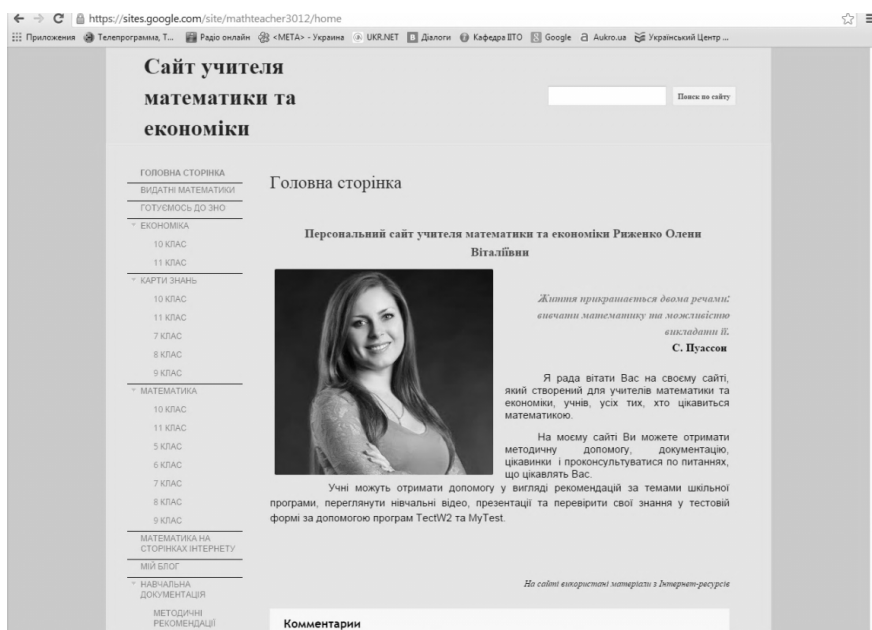 https://sites.google.com/site/mathteacher3012/home
Приложения Телепрограмма, Т... Радіо онлайн <META> - Украина UKR.NET Діалоги Кафедра ІІТО Google Aukro.ua Український Центр ...
Сайт учителя
математики та
економіки
Поиск по сайту
ГОЛОВНА СТОРІНКА
ВИДАТНІ МАТЕМАТИКИ
ГОТУЄМОСЬ ДО ЗНО
ЕКОНОМІКА
10 КЛАС
11 КЛАС
КАРТИ ЗНАНЬ
10 КЛАС
11 КЛАС
7 КЛАС
8 КЛАС
9 КЛАС
МАТЕМАТИКА
10 КЛАС
11 КЛАС
5 КЛАС
6 КЛАС
7 КЛАС
8 КЛАС
9 КЛАС
МАТЕМАТИКА НА
СТОРІНКАХ ІНТЕРНЕТУ
МІЙ БЛОГ
НАВЧАЛЬНА
ДОКУМЕНТАЦІЯ
МЕТОДИЧНІ
РЕКОМЕНДАЦІЇ
Головна сторінка
Персональний сайт учителя математики та економіки Риженко Олени
Віталіївни
Життя прикрашається двома речами:
вивчати математику та можливістю
викладати її.
С. Пуассон
Я рада вітати Вас на своєму сайті,
який створений для учителів математики та
економіки, учнів, усіх тих, хто цікавиться
математикою.
На моєму сайті Ви можете отримати
методичну допомогу, документацію,
цікавинки і проконсультуватися по питаннях,
що цікавлять Вас.
Учні можуть отримати допомогу у вигляді рекомендацій за темами шкільної
програми, переглянути нівчальні відео, презентації та перевірити свої знання у тестовій
формі за допомогою програм ТестW2 та MyTest.
На сайті використані матеріали з Інтернет-ресурсів
Комментарии